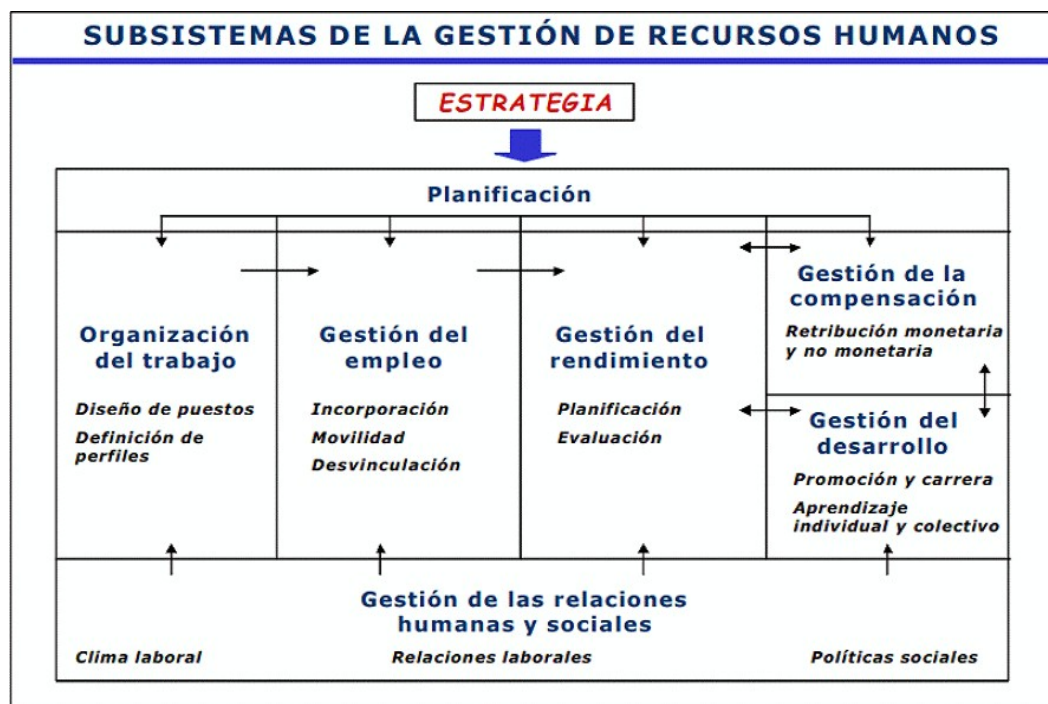 SUBSISTEMAS DE LA GESTIÓN DE RECURSOS HUMANOS
ESTRATEGIA
Planificación
Organización
del trabajo
Diseño de puestos
Definición de
perfiles
Gestión del
empleo
Incorporación
Movilidad
Desvinculación
Gestión del
rendimiento
Planificación
Evaluación
Gestión de la
compensación
Retribución monetaria
y no monetaria
Gestión del
desarrollo
Promoción y carrera
Aprendizaje
individual y colectivo
Gestión de las relaciones
humanas y sociales
Clima laboral
Relaciones laborales
Políticas sociales